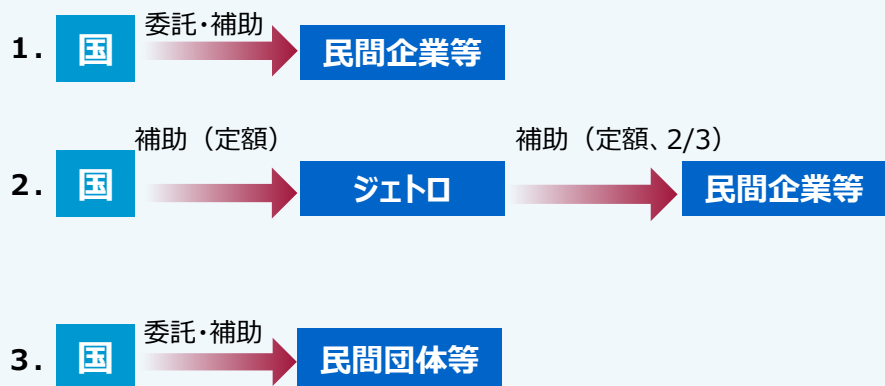 委託・補助
1. 国 民間企業等
補助（定額） 補助（定額、2/3）
2. 国 ジェトロ 民間企業等
委託・補助
3. 国 民間団体等